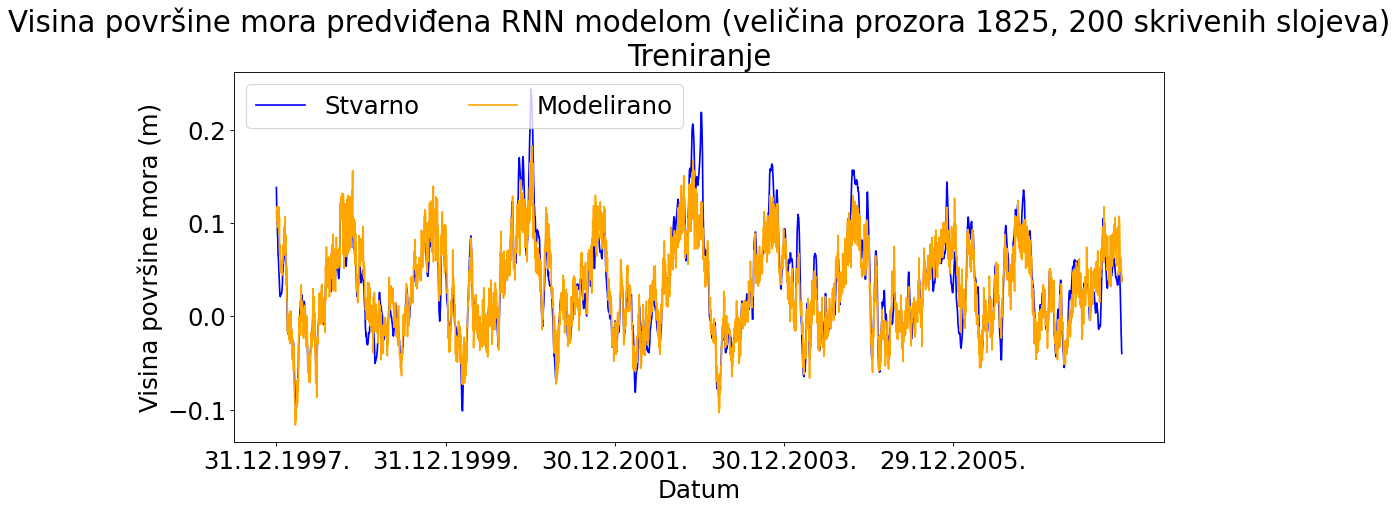 Visina površine mora predviđena RNN modelom (veličina prozora 1825, 200 skrivenih slojeva)
Treniranje
Stvarno Modelirano
Visina površine mora (m)
0.2
0.1
0.0
−0.1
31.12.1997. 31.12.1999. 30.12.2001. 30.12.2003. 29.12.2005.
Datum